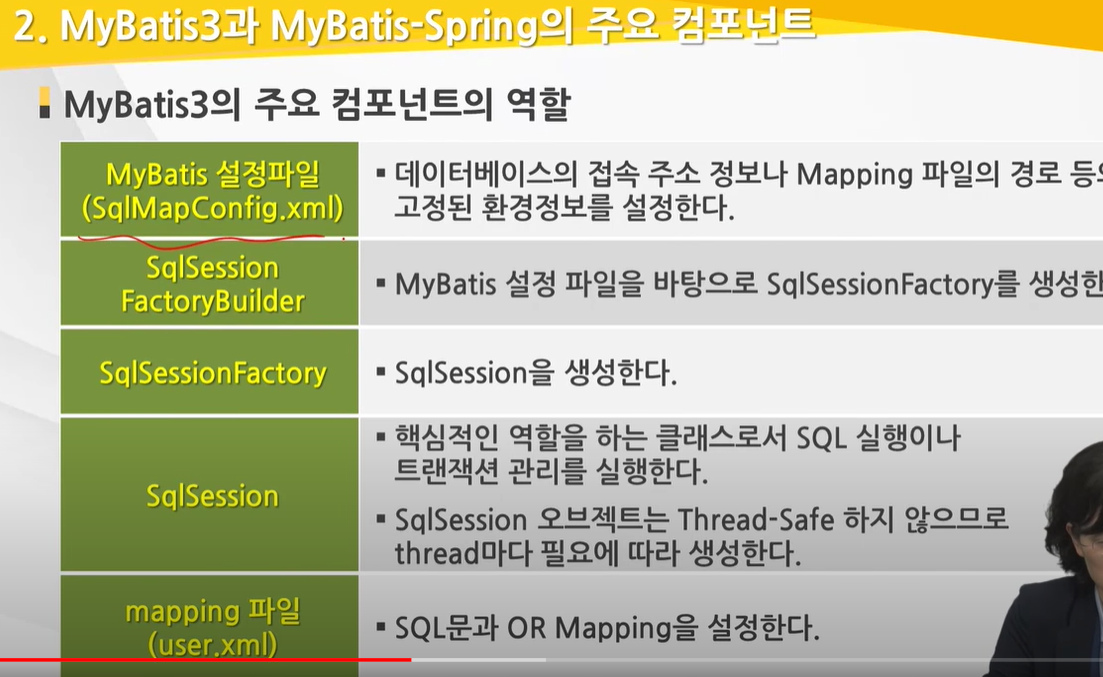 2. MyBatis3과 MyBatis-Spring의 주요 컴포넌트
MyBatis3의 주요 컴포넌트의 역할
MyBatis 설정파일
(SqlMapConfig.xml)
▪ 데이터베이스의 접속 주소 정보나 Mapping 파일의 경로 등의
고정된 환경정보를 설정한다.
SqlSession
FactoryBuilder
▪ MyBatis 설정 파일을 바탕으로 SqlSessionFactory를 생성한
SqlSessionFactory
▪ SqlSession을 생성한다.
SqlSession
▪ 핵심적인 역할을 하는 클래스로서 SQL 실행이나
트랜잭션 관리를 실행한다.
▪ SqlSession 오브젝트는 Thread-Safe 하지 않으므로
thread마다 필요에 따라 생성한다.
mapping 파일
(user.xml)
▪ SQL문과 OR Mapping을 설정한다.